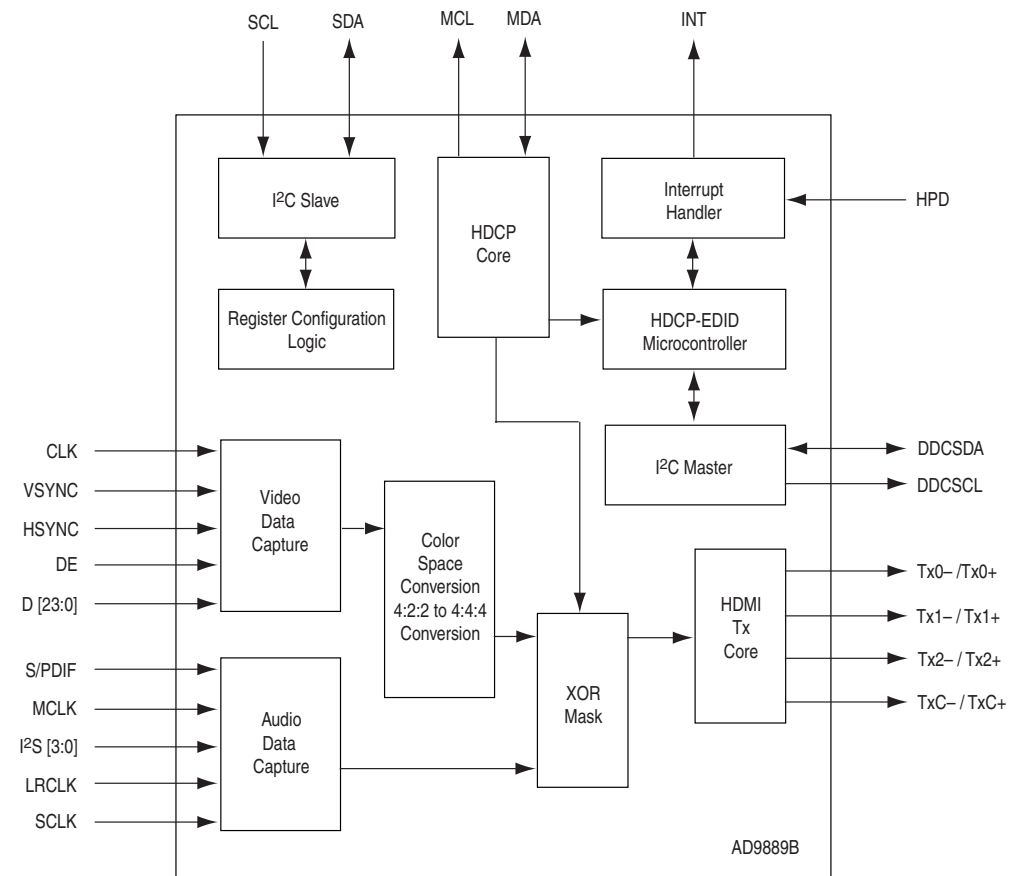 SCL
SDA
MCL
MDA
INT
I²C Slave
HDCP
Core
Interrupt
Handler
HPD
Register Configuration
Logic
HDCP-EDID
Microcontroller
I²C Master
DDCSDA
DDCSCL
CLK
VSYNC
HSYNC
DE
D [23:0]
Video
Data
Capture
Color
Space
Conversion
4:2:2 to 4:4:4
Conversion
HDMI
Tx
Core
Tx0– /Tx0+
Tx1– / Tx1+
Tx2– / Tx2+
TxC– / TxC+
S/PDIF
MCLK
I²S [3:0]
LRCLK
SCLK
Audio
Data
Capture
XOR
Mask
AD9889B